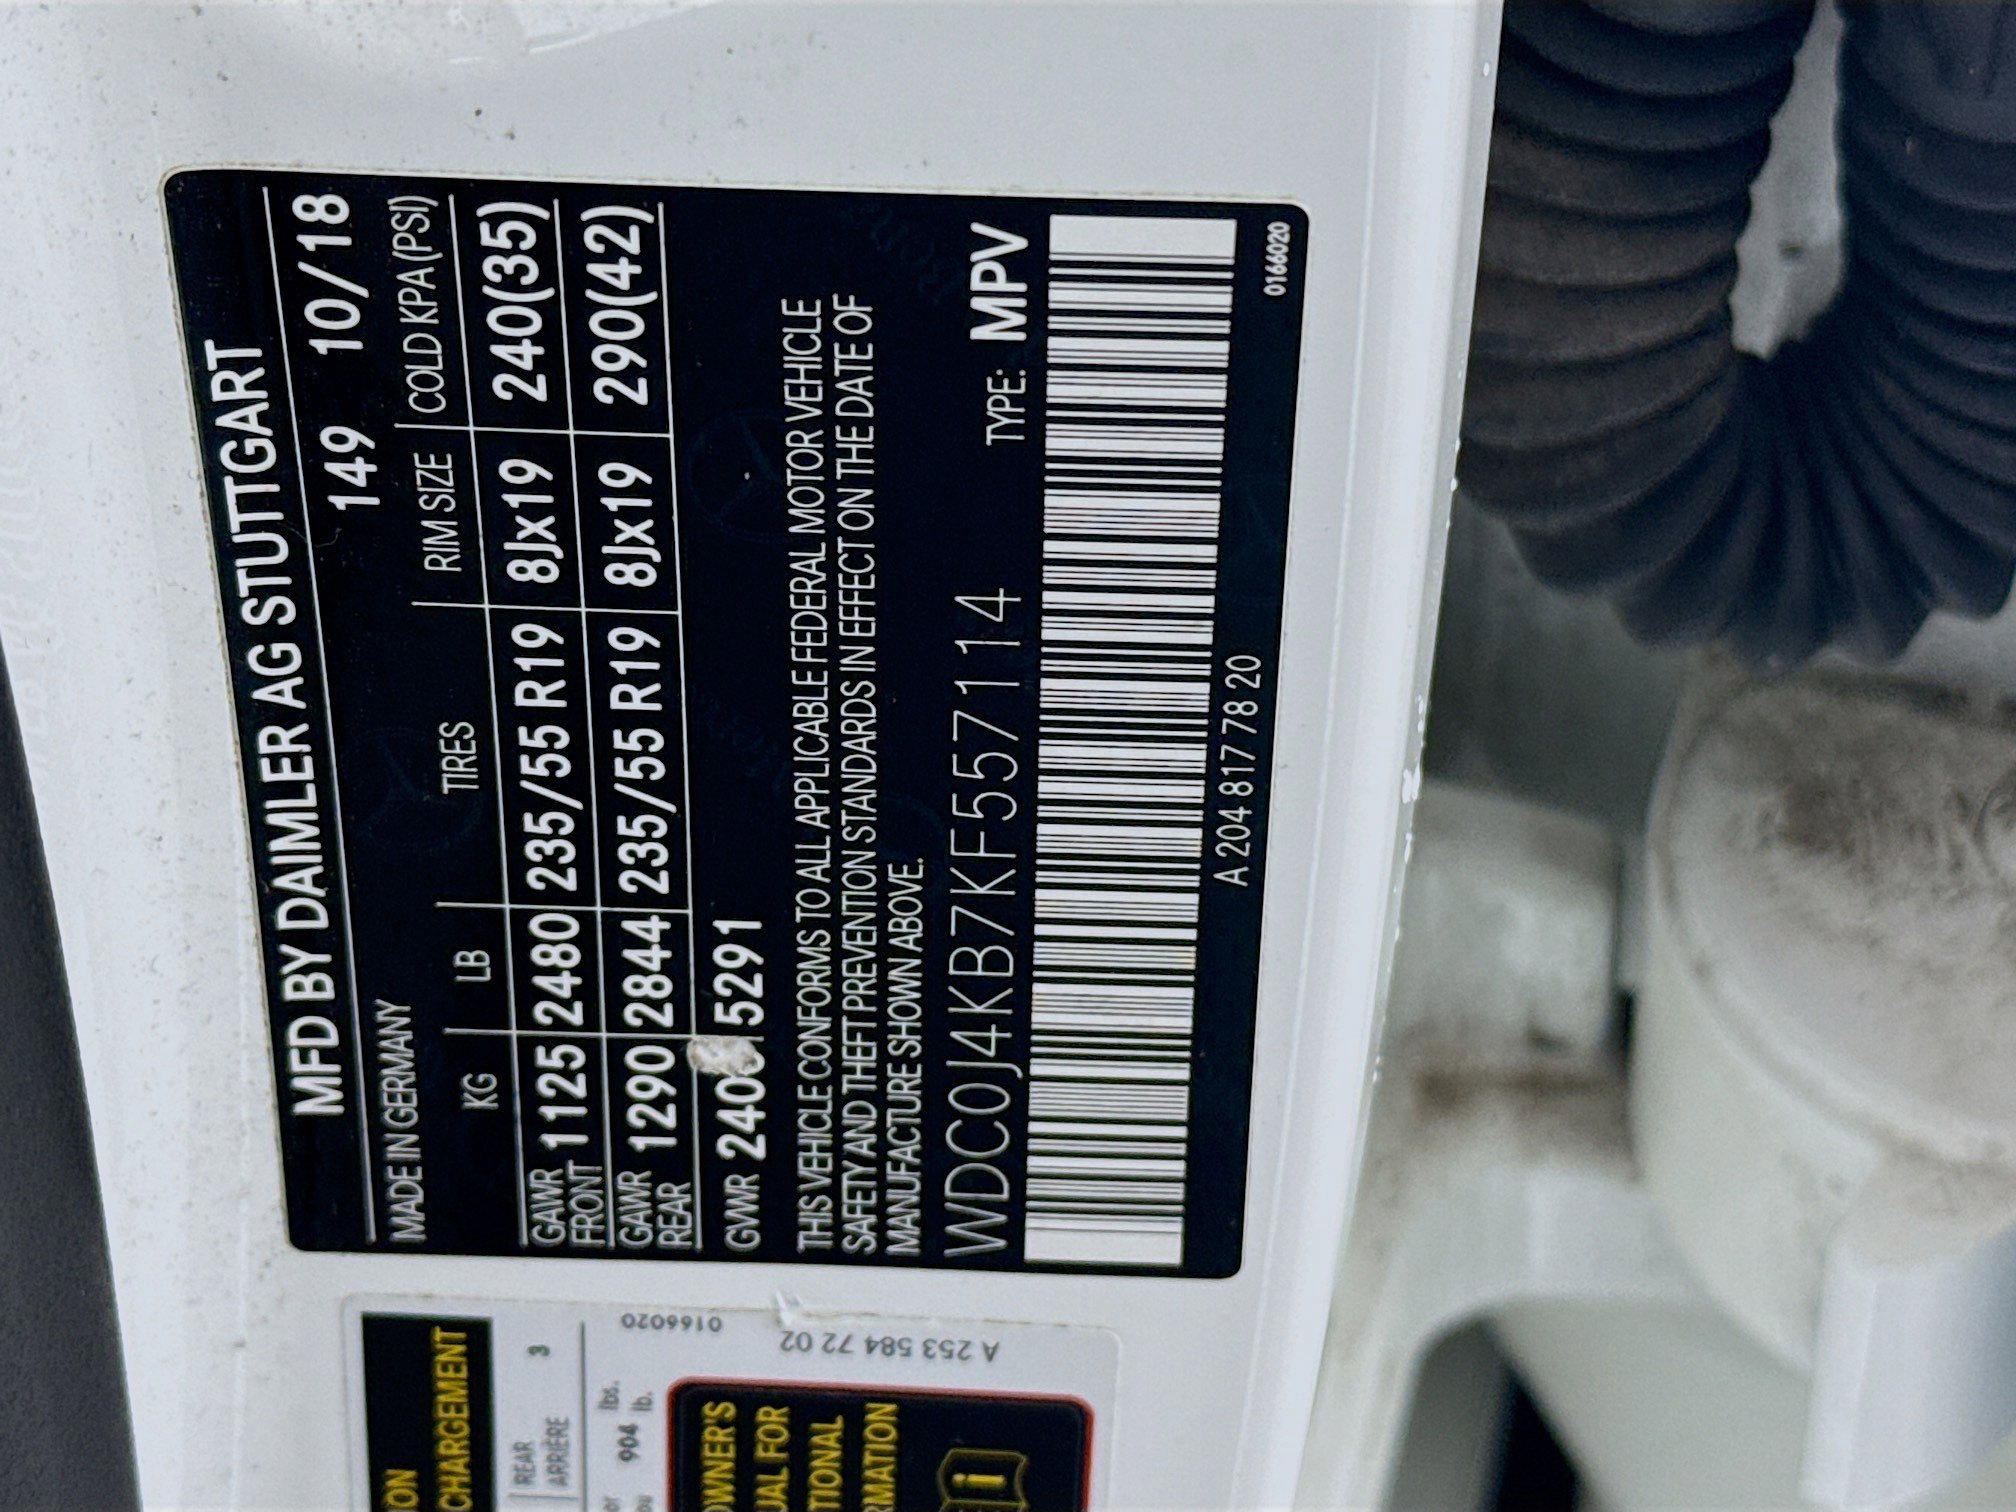 MFD BY DAIMLER AG STUTTGART
MADE IN GERMANY 149 10/18
KG LB TIRES RIM SIZE COLD KPA (PSI)
GAWR FRONT 1125 2480 235/55 R19 8Jx19 240(35)
GAWR REAR 1290 2844 235/55 R19 8Jx19 290(42)
GVWR 2400 5291
THIS VEHICLE CONFORMS TO ALL APPLICABLE FEDERAL MOTOR VEHICLE
SAFETY AND THEFT PREVENTION STANDARDS IN EFFECT ON THE DATE OF
MANUFACTURE SHOWN ABOVE.
WDC0J4KB7KF557114 TYPE: MPV
A 204 817 78 20 0166020
CHARGEMENT
REAR 3
ARRIÈRE
904 lbs.
lb.
0166020
A 253 584 72 02
OWNER'S
FOR
i